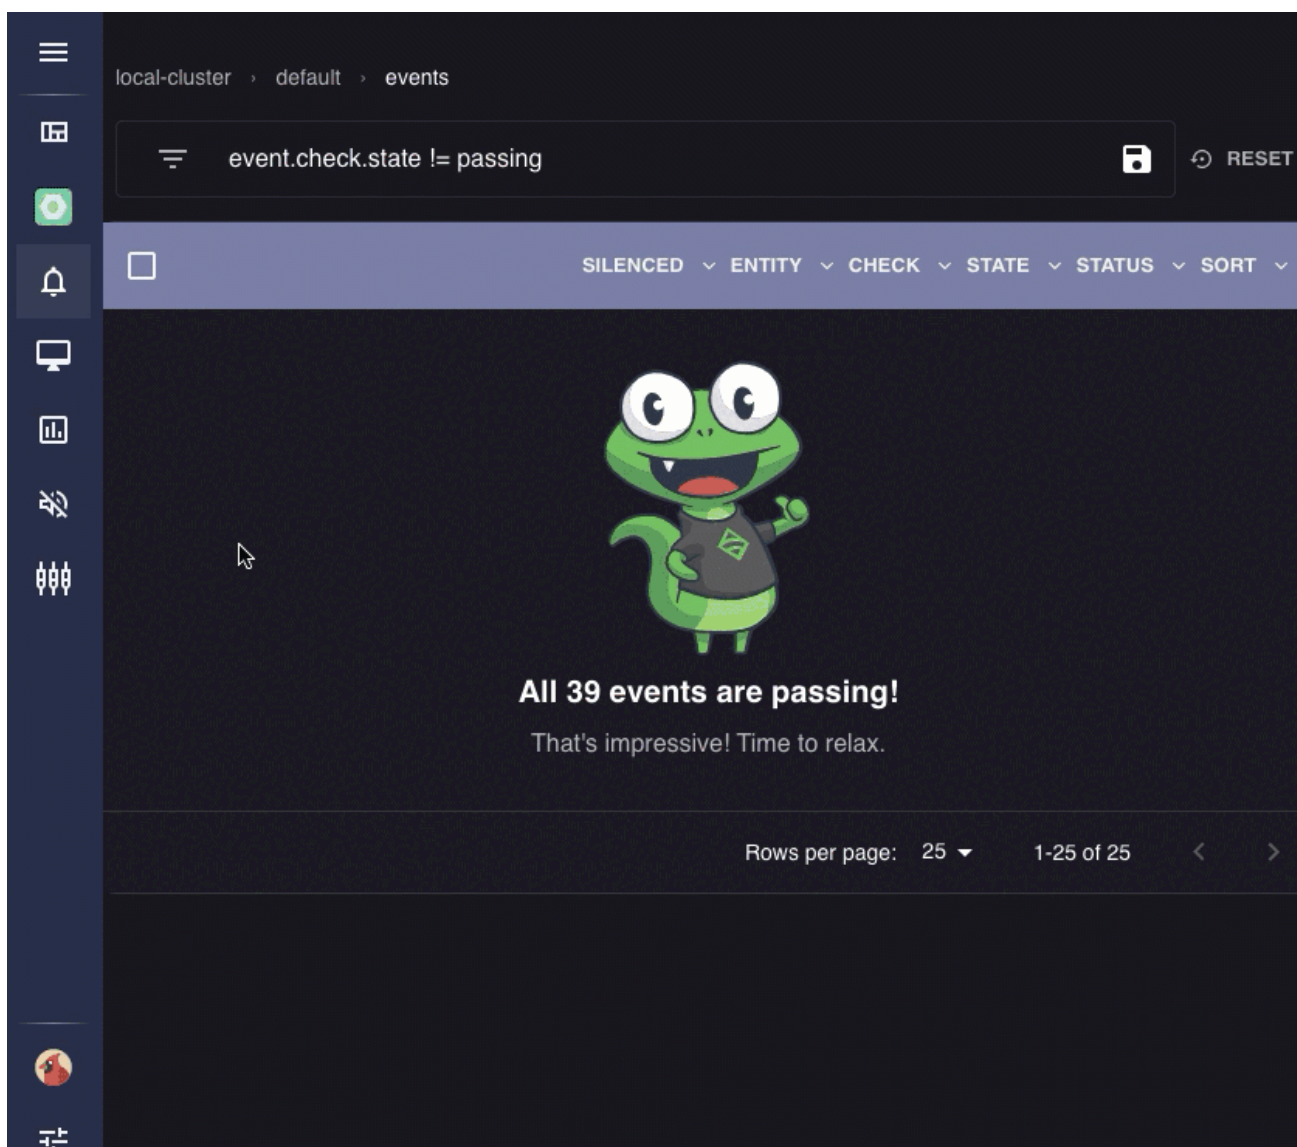 local-cluster › default › events
event.check.state != passing
RESET
SILENCED ENTITY CHECK STATE STATUS SORT
All 39 events are passing!
That's impressive! Time to relax.
Rows per page: 25 1-25 of 25